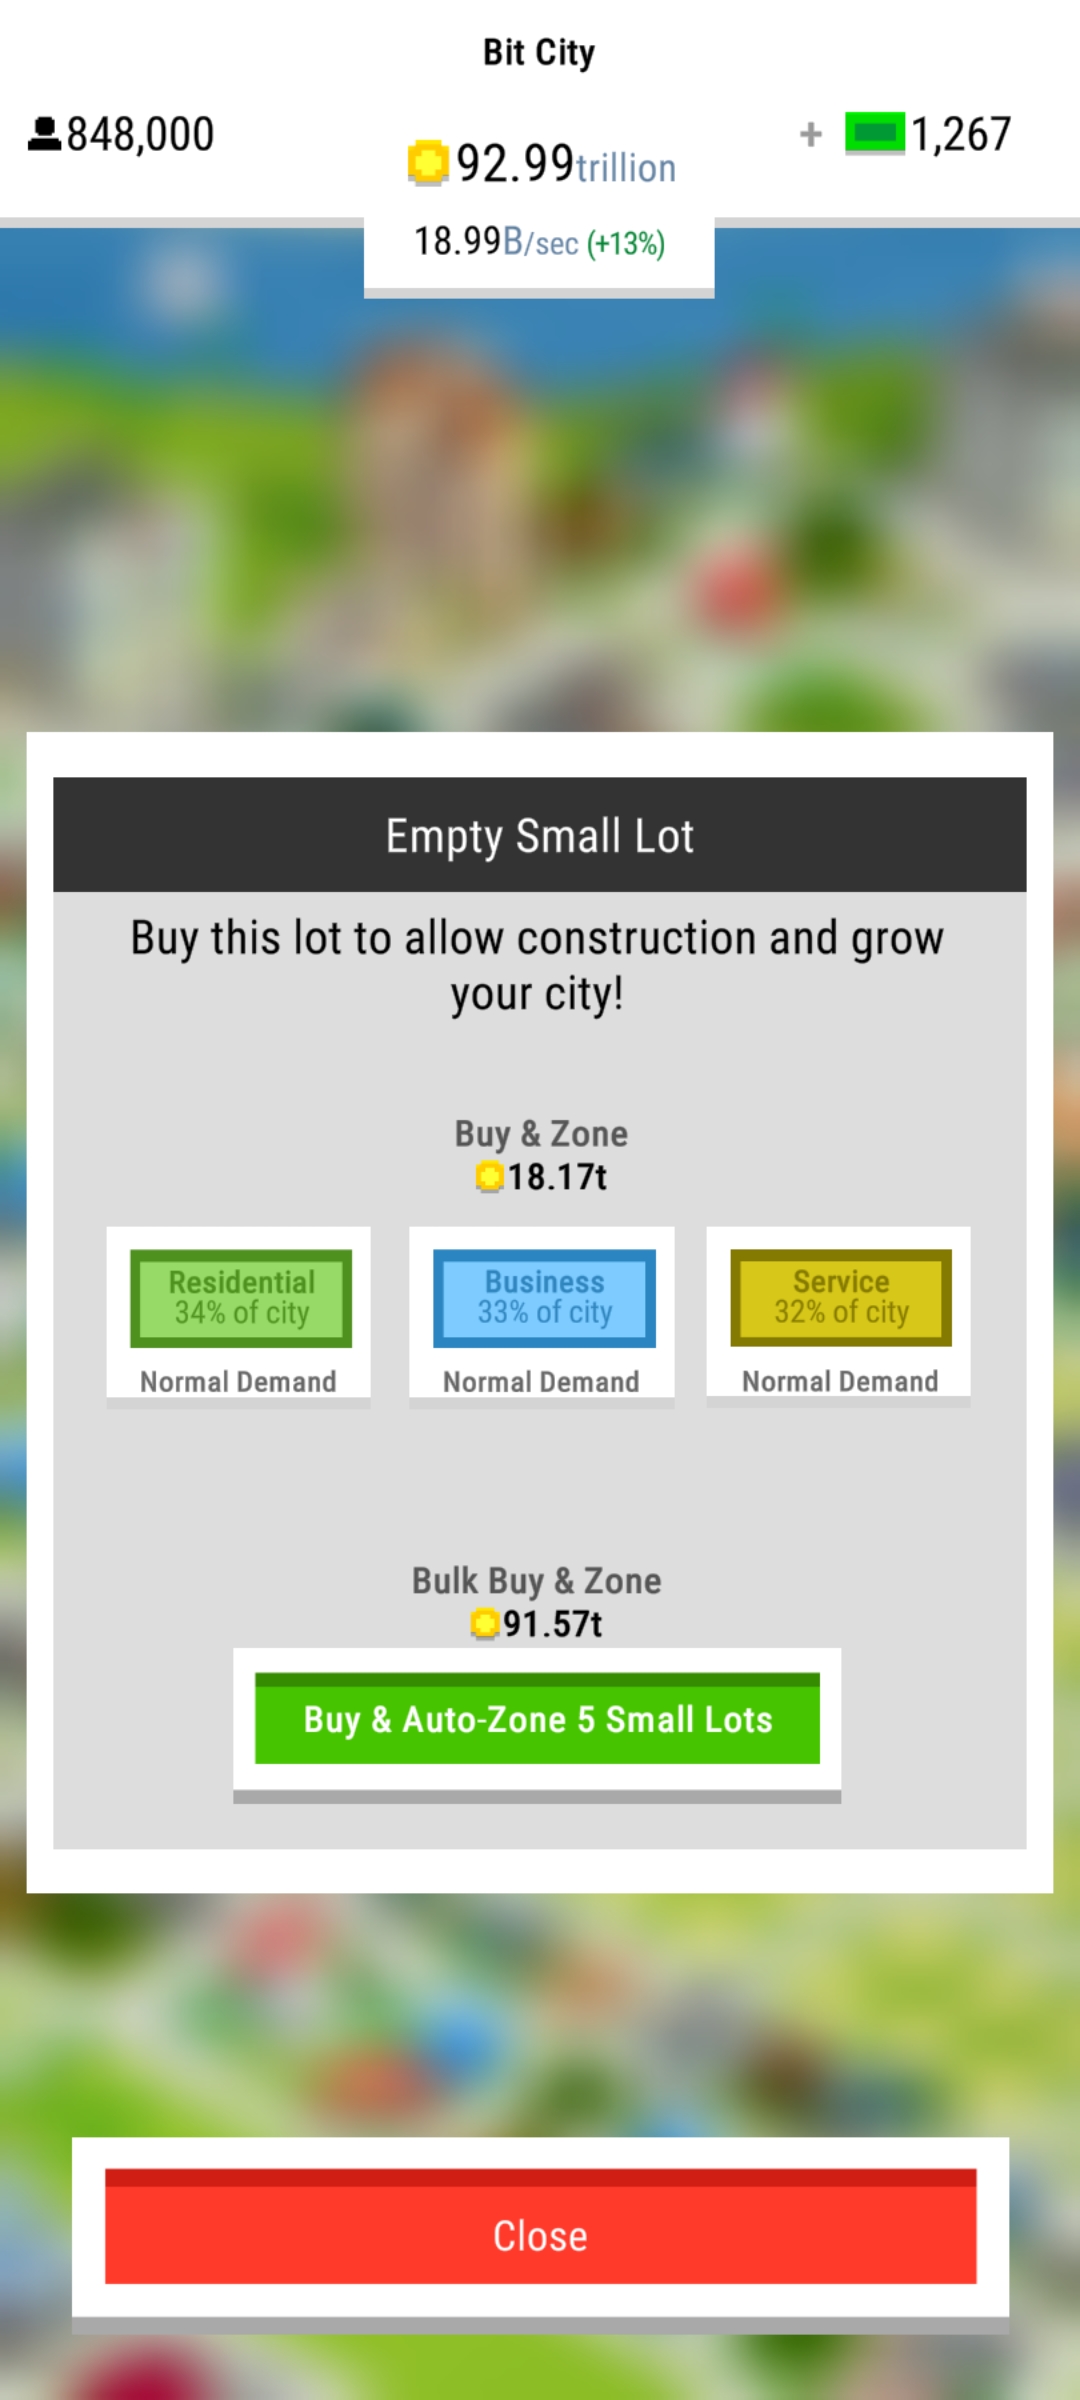 Bit City
848,000
92.99trillion
+ 1,267
18.99B/sec (+13%)
Empty Small Lot
Buy this lot to allow construction and grow
your city!
Buy & Zone
18.17t
Residential
34% of city
Normal Demand
Business
33% of city
Normal Demand
Service
32% of city
Normal Demand
Bulk Buy & Zone
91.57t
Buy & Auto-Zone 5 Small Lots
Close